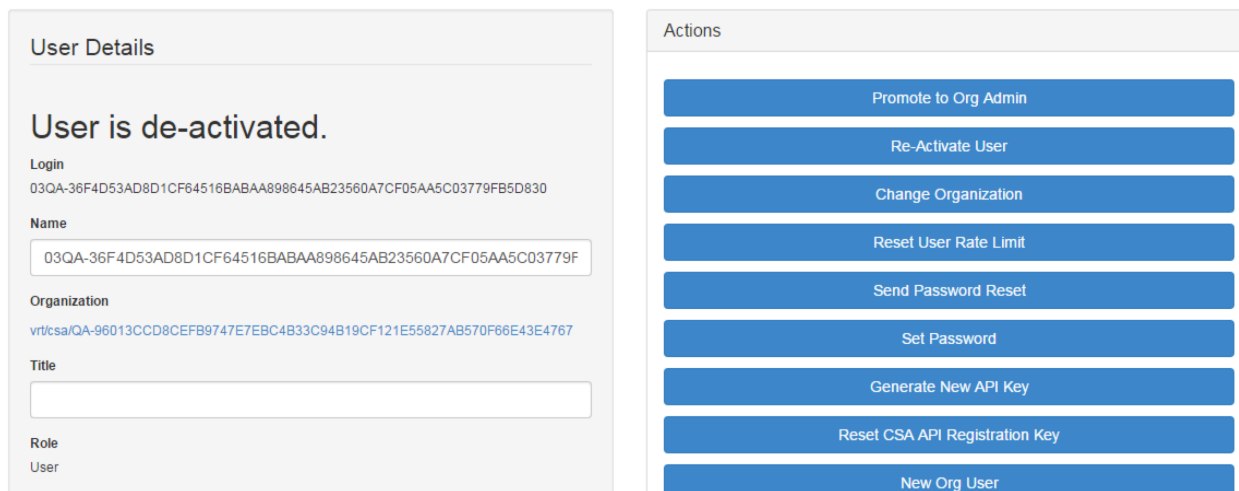 User Details
User is de-activated.
Login
03QA-36F4D53AD8D1CF64516BABAA898645AB23560A7CF05AA5C03779FB5D830
Name
03QA-36F4D53AD8D1CF64516BABAA898645AB23560A7CF05AA5C03779F
Organization
vrt/csa/QA-96013CCD8CEFB9747E7EBC4B33C94B19CF121E55827AB570F66E43E4767
Title
Role
User
Actions
Promote to Org Admin
Re-Activate User
Change Organization
Reset User Rate Limit
Send Password Reset
Set Password
Generate New API Key
Reset CSA API Registration Key
New Org User